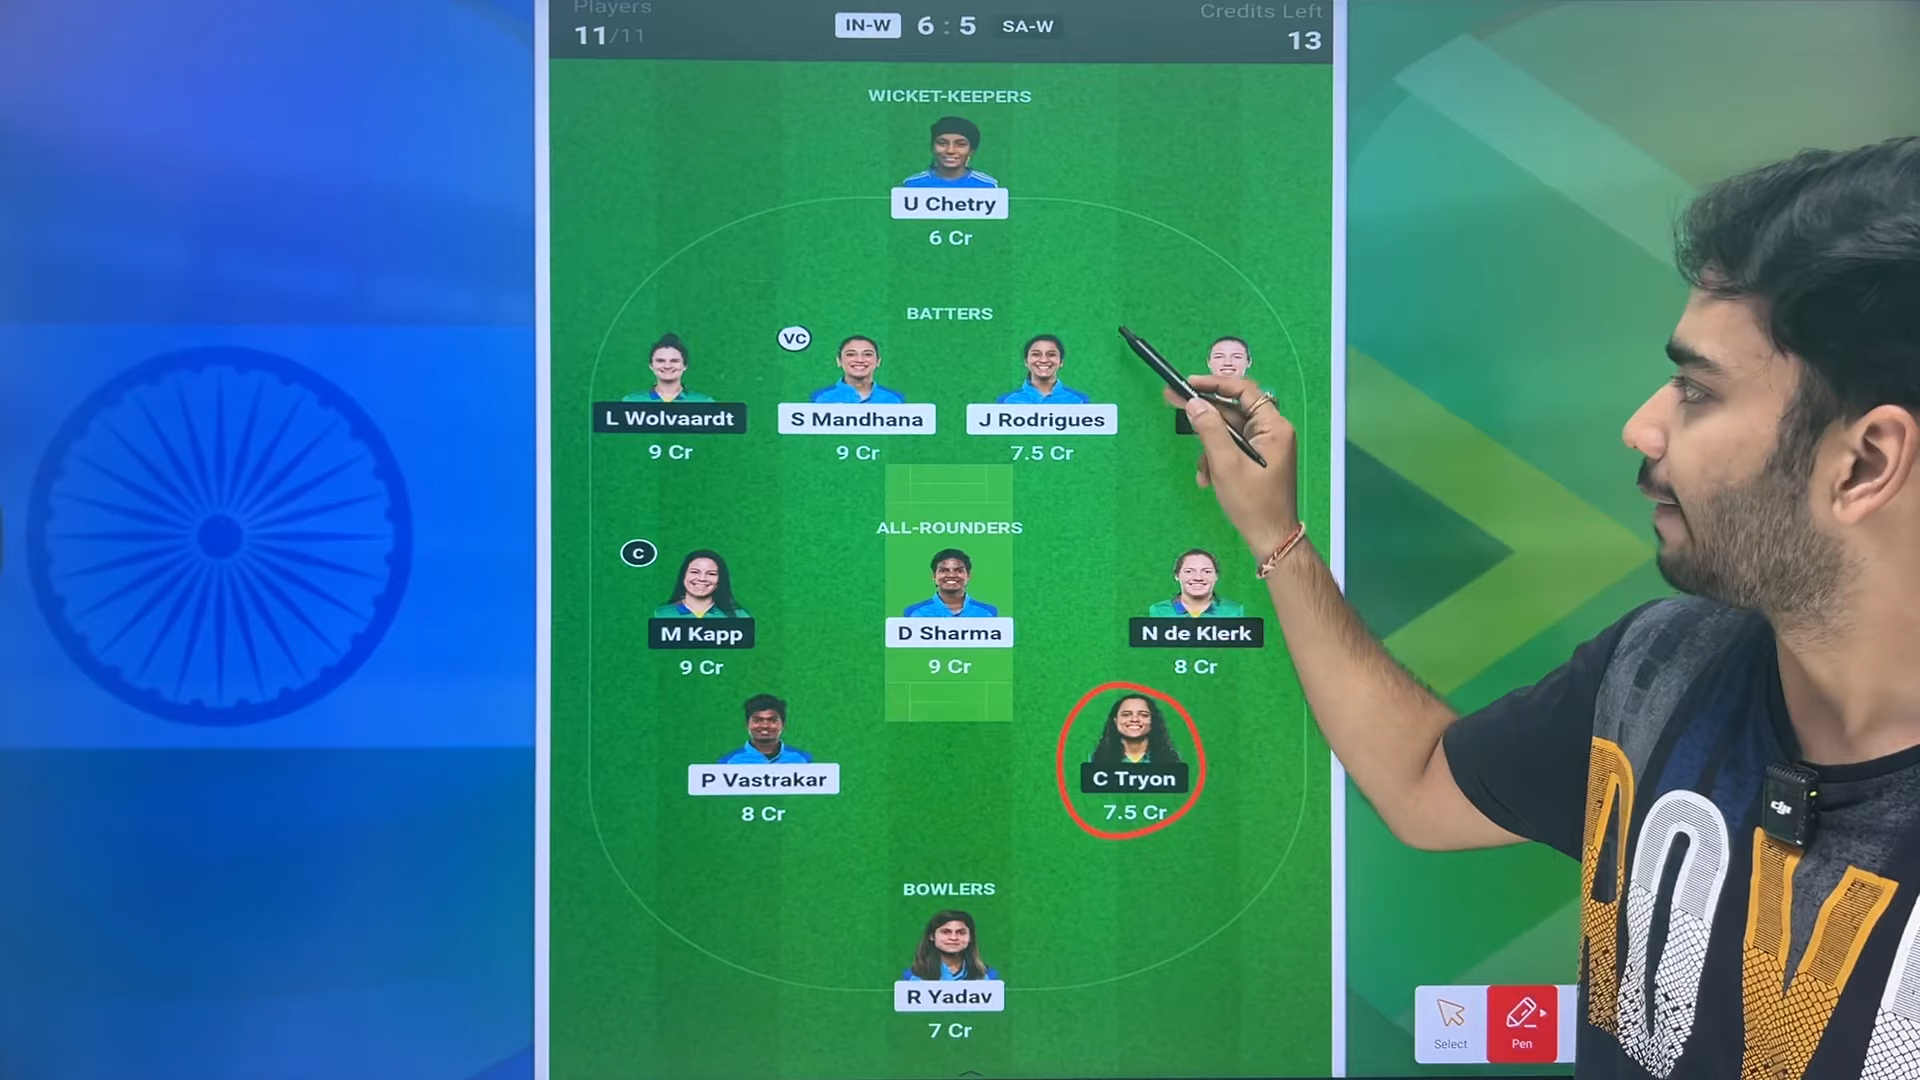 Players
Credits Left
11/11
IN-W 6 : 5 SA-W
13
WICKET-KEEPERS
U Chetry
6 Cr
BATTERS
VC
L Wolvaardt
S Mandhana
J Rodrigues
9 Cr
9 Cr
7.5 Cr
ALL-ROUNDERS
C
M Kapp
D Sharma
N de Klerk
9 Cr
9 Cr
8 Cr
P Vastrakar
C Tryon
8 Cr
7.5 Cr
BOWLERS
R Yadav
7 Cr
Select
Pen
dji